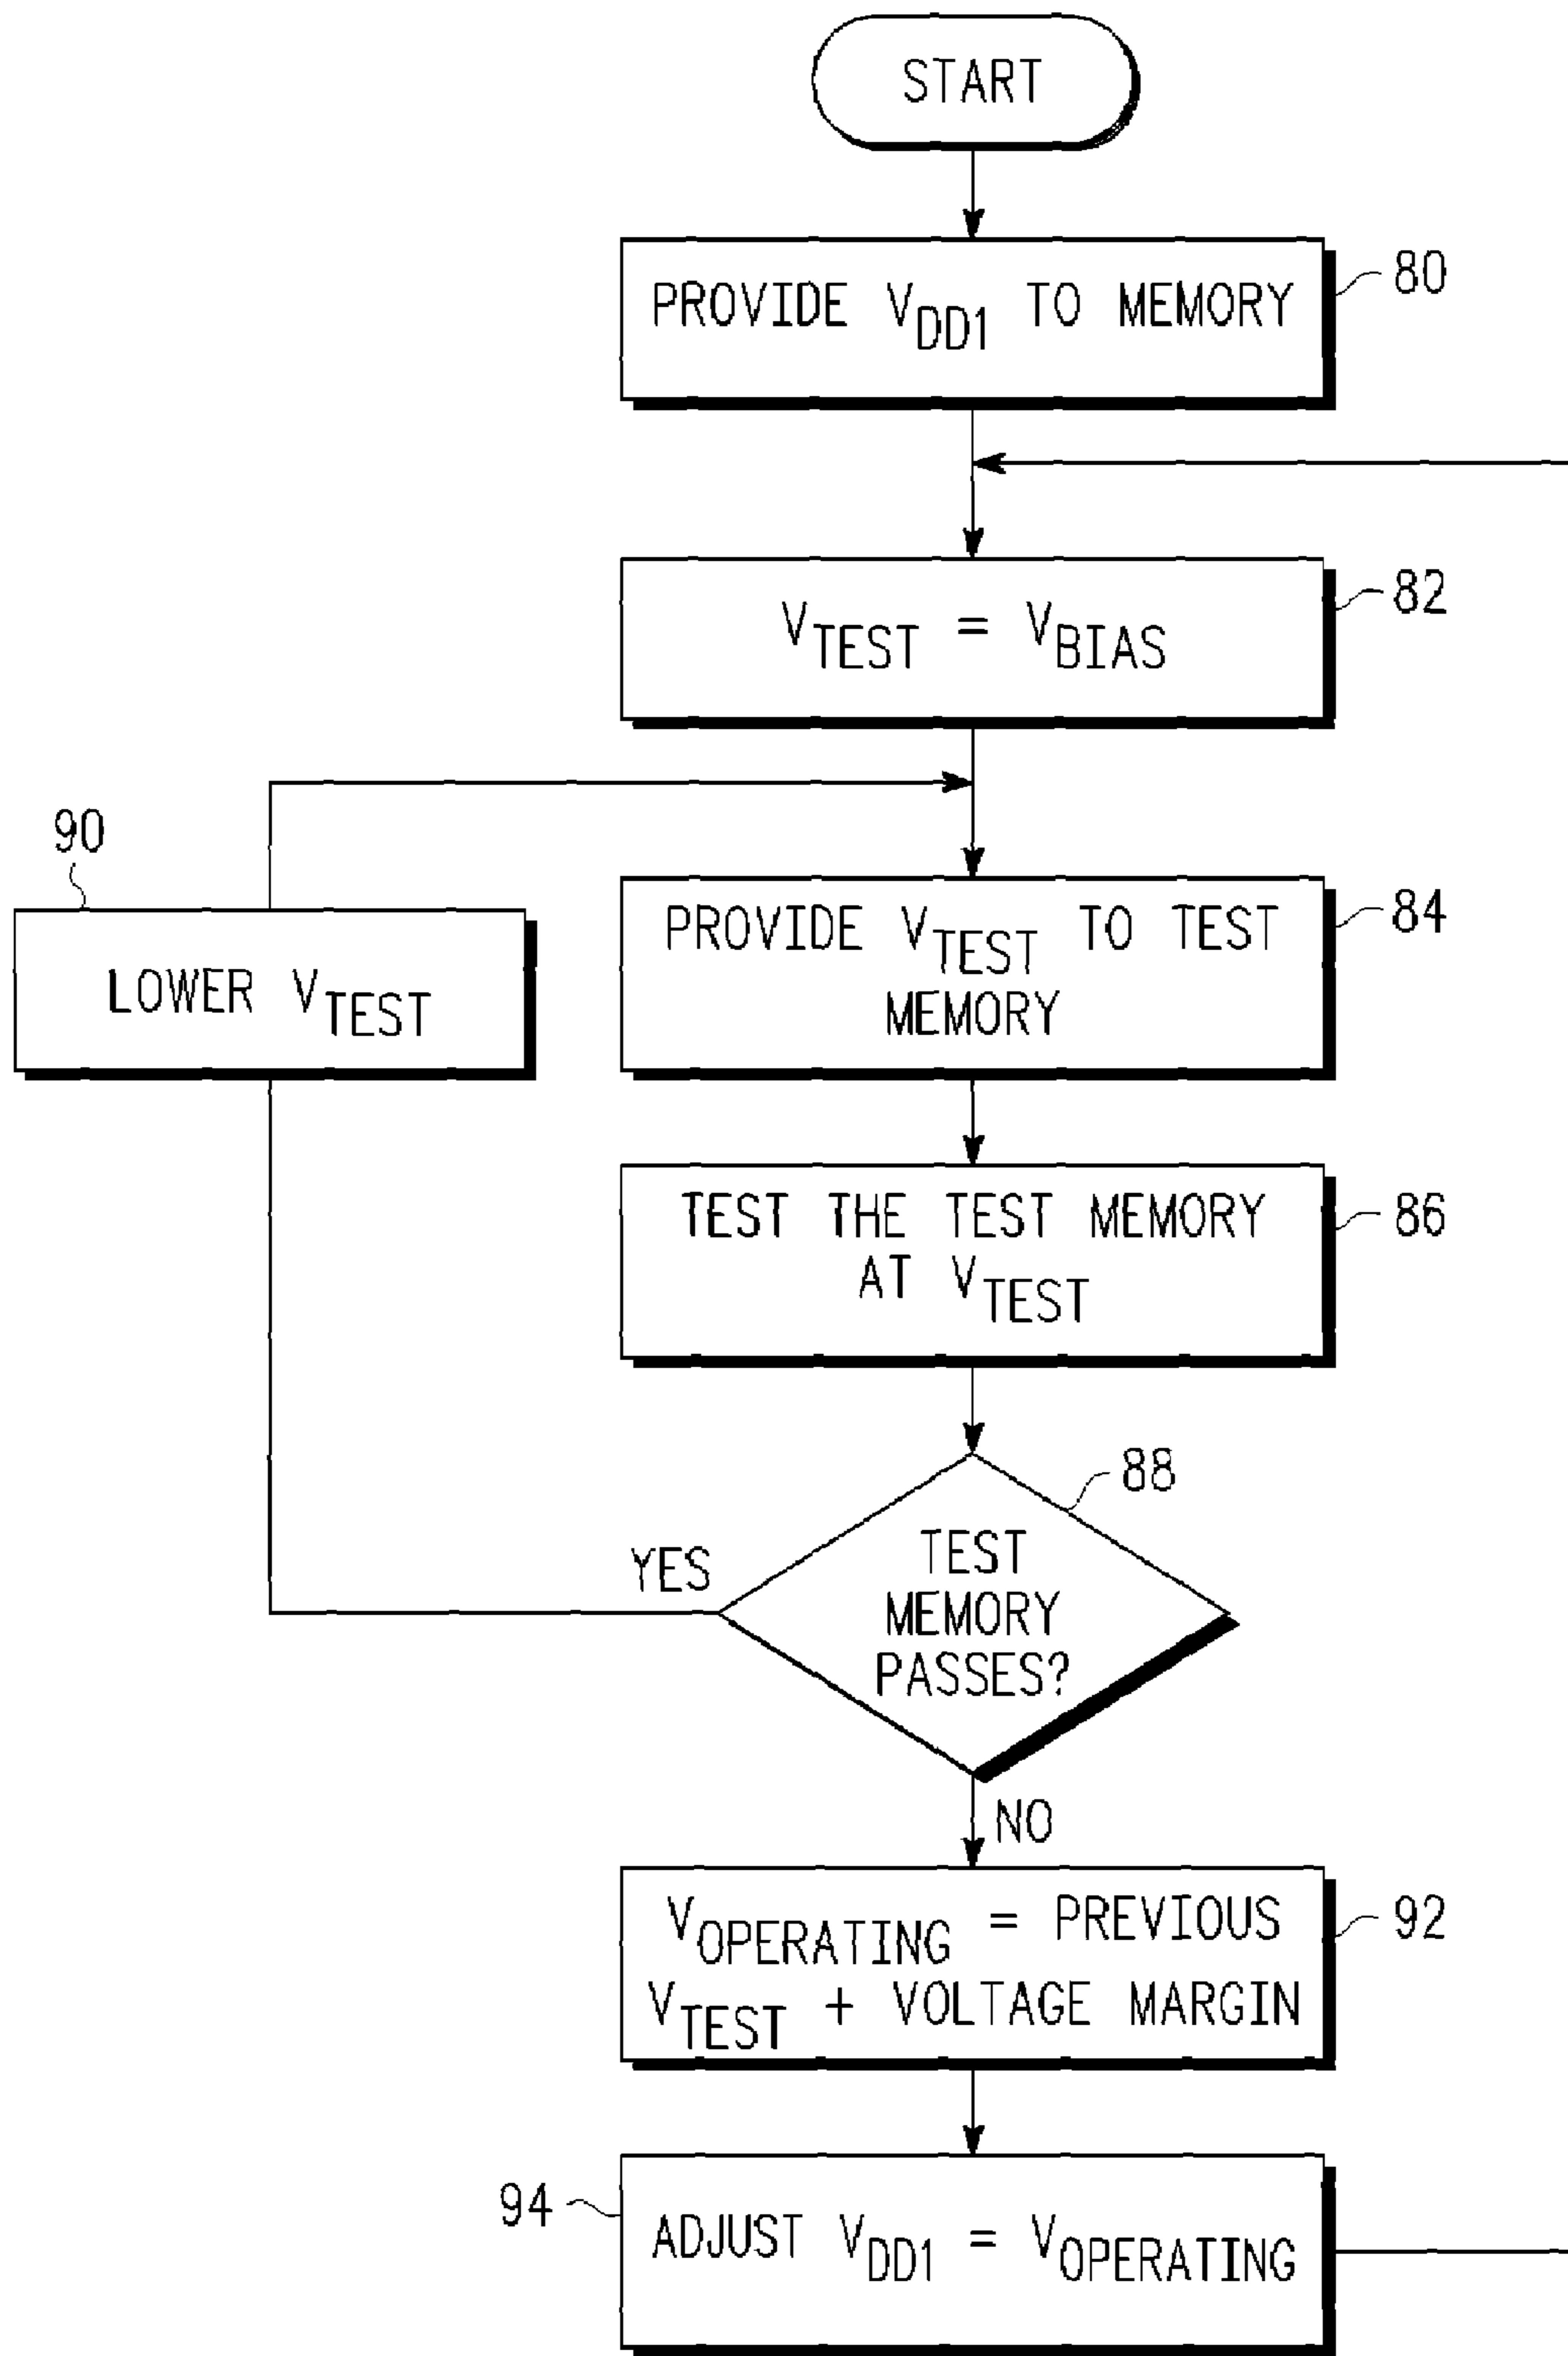 START
PROVIDE VDD1 TO MEMORY
80
VTEST = VBIAS
82
90
LOWER VTEST
PROVIDE VTEST TO TEST
MEMORY
84
TEST THE TEST MEMORY
AT VTEST
86
88
TEST
MEMORY
PASSES?
YES
NO
VOPERATING = PREVIOUS
VTEST + VOLTAGE MARGIN
92
94
ADJUST VDD1 = VOPERATING